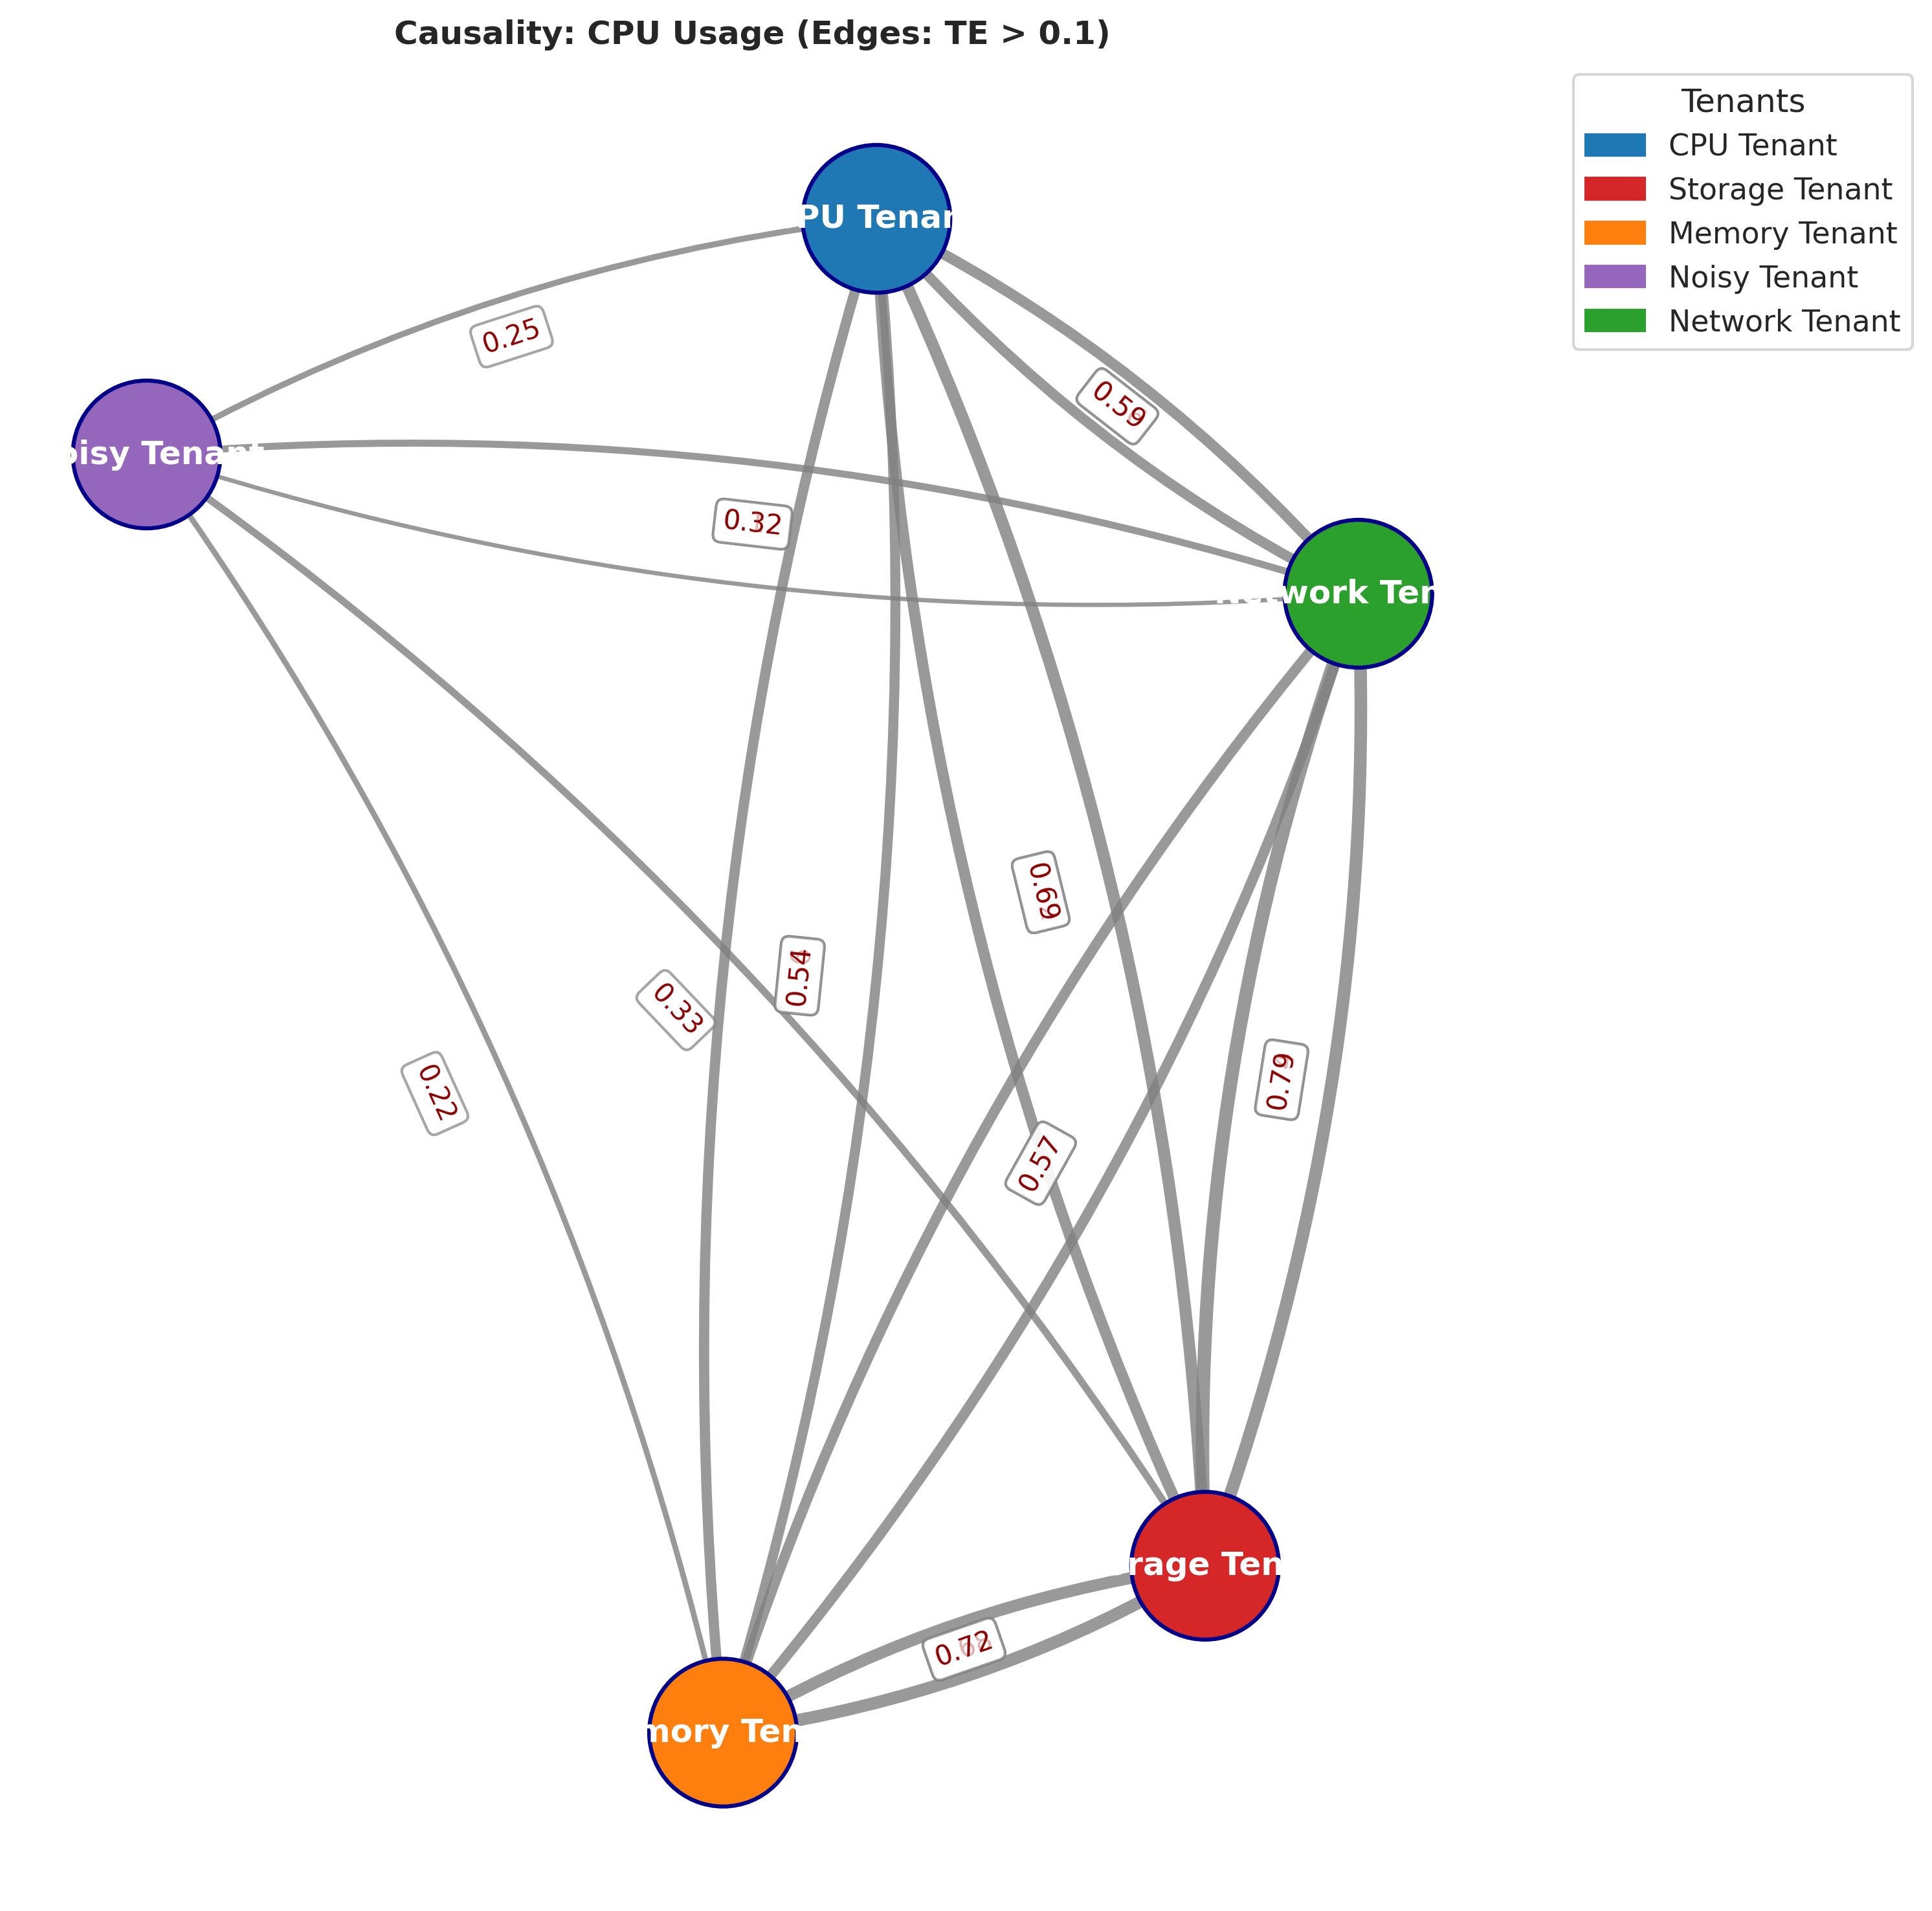 Causality: CPU Usage (Edges: TE > 0.1)
Tenants
CPU Tenant
Storage Tenant
Memory Tenant
Noisy Tenant
Network Tenant
PU Tenan
0.25
0.59
oisy Tenant
0.32
work Ten
0.69
0.54
0.33
0.79
0.22
0.57
rage Ten
0.72
mory Ten